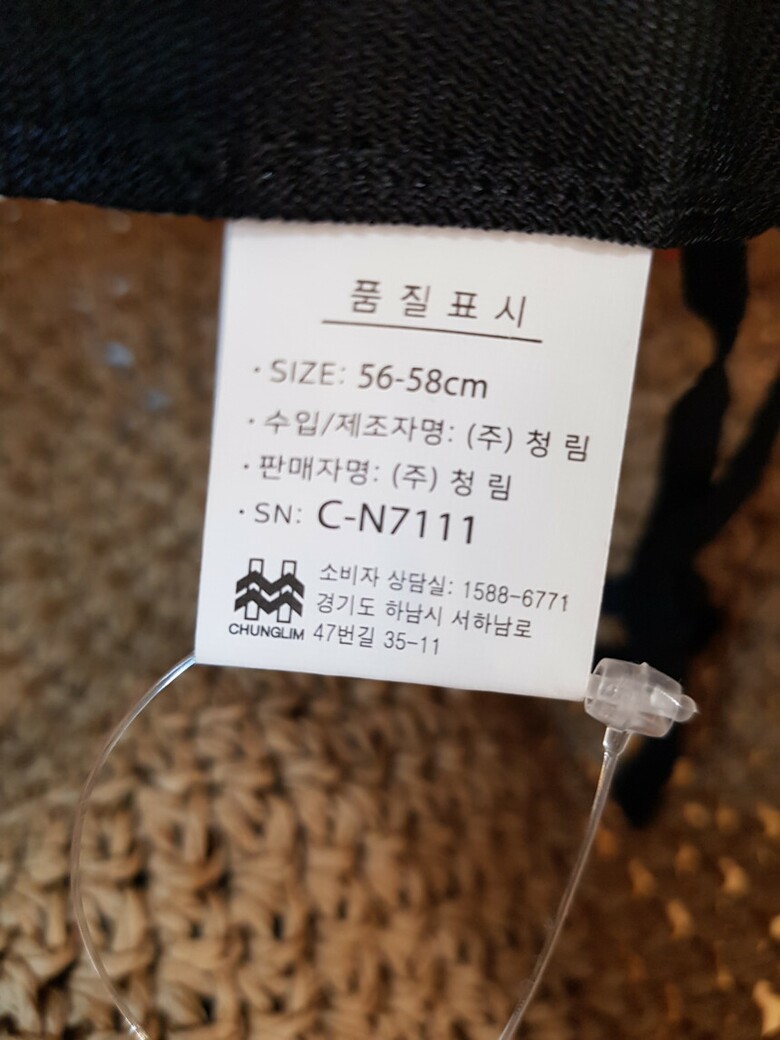 품질표시
· SIZE: 56-58cm
· 수입/제조자명: (주) 청 림
· 판매자명: (주) 청 림
· SN: C-N7111
소비자 상담실: 1588-6771
경기도 하남시 서하남로
47번길 35-11
CHUNGLIM